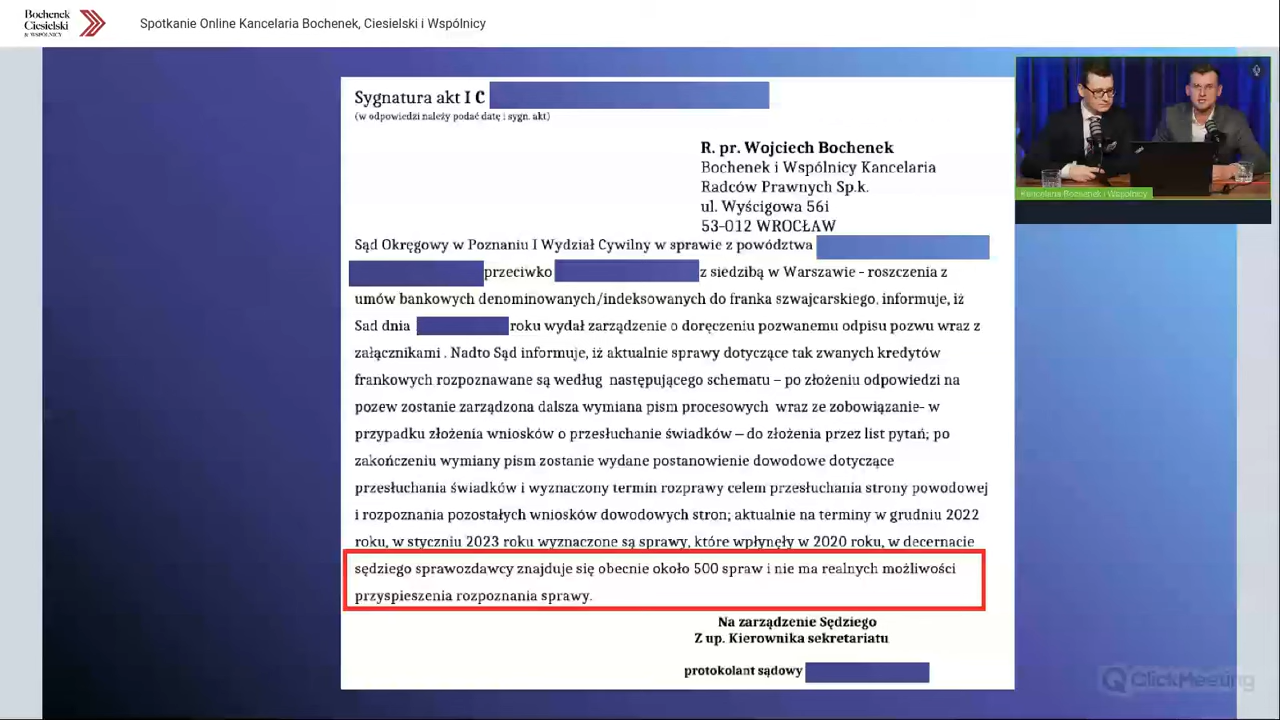 Bochenek
Ciesielski
& WSPÓLNICY
Spotkanie Online Kancelaria Bochenek, Ciesielski i Wspólnicy
Sygnatura akt I C
(w odpowiedzi należy podać datę i sygn. akt)
R. pr. Wojciech Bochenek
Bochenek i Wspólnicy Kancelaria
Radców Prawnych Sp.k.
ul. Wyścigowa 56i
53-012 WROCŁAW
Sąd Okręgowy w Poznaniu I Wydział Cywilny w sprawie z powództwa
przeciwko z siedzibą w Warszawie - roszczenia z
umów bankowych denominowanych/indeksowanych do franka szwajcarskiego, informuje, iż
Sad dnia roku wydał zarządzenie o doręczeniu pozwanemu odpisu pozwu wraz z
załącznikami . Nadto Sąd informuje, iż aktualnie sprawy dotyczące tak zwanych kredytów
frankowych rozpoznawane są według następującego schematu – po złożeniu odpowiedzi na
pozew zostanie zarządzona dalsza wymiana pism procesowych wraz ze zobowiązanie- w
przypadku złożenia wniosków o przesłuchanie świadków – do złożenia przez list pytań; po
zakończeniu wymiany pism zostanie wydane postanowienie dowodowe dotyczące
przesłuchania świadków i wyznaczony termin rozprawy celem przesłuchania strony powodowej
i rozpoznania pozostałych wniosków dowodowych stron; aktualnie na terminy w grudniu 2022
roku, w styczniu 2023 roku wyznaczone są sprawy, które wpłynęły w 2020 roku, w decernacie
sędziego sprawozdawcy znajduje się obecnie około 500 spraw i nie ma realnych możliwości
przyspieszenia rozpoznania sprawy.
Na zarządzenie Sędziego
Z up. Kierownika sekretariatu
protokolant sądowy
Kancelaria Bochenek i Wspólnicy
ClickMeeting